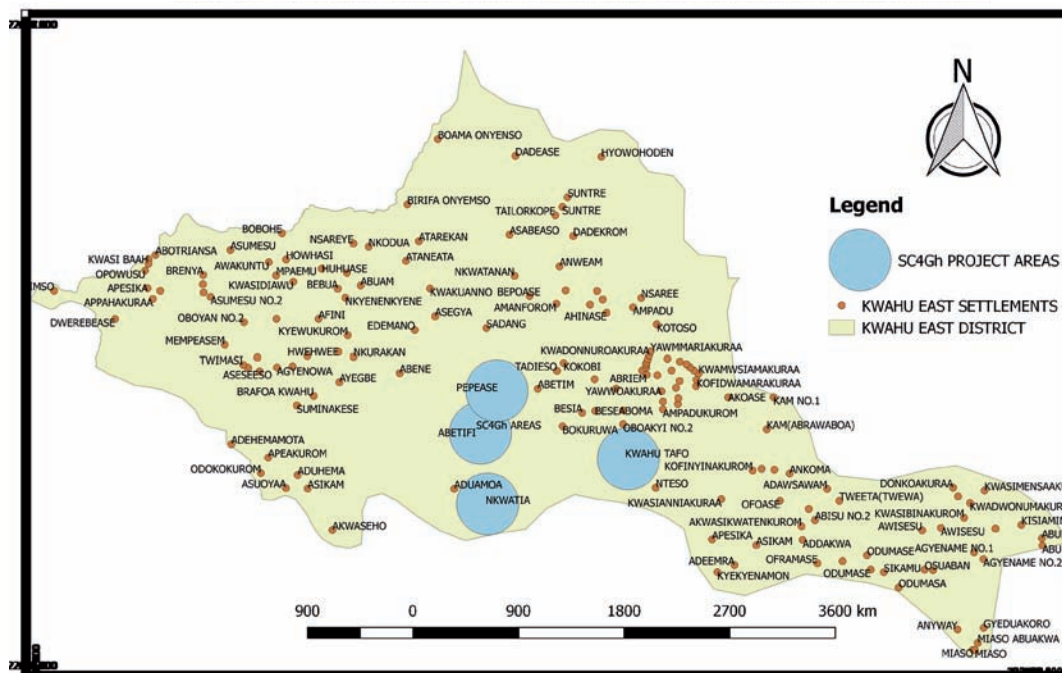 N
BOAMA ONYENSO
DADEASE
HYOWOHODEN
SUNTRE
BIRIFA ONYEMSO
TAILORKOPE
SUNTRE
Legend
SC4Gh PROJECT AREAS
KWAHU EAST SETTLEMENTS
KWAHU EAST DISTRICT
BOBOHE
NSAREYE
NKODUA
ATAREKAN
ASABEASO
DADEKROM
ABOTRIANSA
ASUMESU
KWASI BAAH
HOWHASI
ATANEATA
ANWEAM
OPOWUSU
BRENYA
AWAKUNTU
MPAEMU
HUHUASE
NKWATANAN
APESIKA
KWASIDIAWU
BEBUA
ABUAM
KWAKUANNO
BEPOASE
NSAREE
IMSO
APPAHAKURAA
ASUMESU NO.2
NKYENENKYENE
AMANFOROM
AMPADU
DWEREBEASE
OBOYAN NO.2
AFINI
ASEGYA
AHINASE
KYEWUKUROM
EDEMANO
SADANG
KOTOSO
MEMPEASEM
HWEHWEE
NKURAKAN
KWADONNUROAKURAA
YAWMMARIAKURAA
TWIMASI
ASESEESO
AGYENOWA
ABENE
TADIESO
KOKOBI
KWAMWSIAMAKURAA
AYEGBE
PEPEASE
ABETIM
ABRIEM
KOFIDWAMARAKURAA
BRAFOA KWAHU
YAWWOAKURAA
AKOASE
KAM NO.1
SUMINAKESE
BESIA
BESEABOMA
AMPADUKUROM
ABETIFI
SC4Gh AREAS
BOKURUWA
OBOAKYI NO.2
KAM(ABRAWABOA)
ADEHEMAMOTA
APEAKUROM
KWAHU TAFO
ODOKOKUROM
ADUHEMA
KOFINYINAKUROM
ANKOMA
ASUOYAA
ASIKAM
ADUAMOA
NTESO
ADAWSAWAM
DONKOAKURAA
KWASIMENSAAKU
NKWATIA
KWASIANNIAKURAA
OFOASE
TWEETA(TWEWA)
KWADWONUMAKURA
AKWASEHO
AKWASIKWATENKUROM
ABISU NO.2
KWASIBINAKUROM
KISIAMIN
APESIKA
ASIKAM
ADDAKWA
AWISESU
AWISESU
ABU
ADEEMRA
OFRAMASE
ODUMASE
AGYENAME NO.1
ABU
KYEKYENAMON
ODUMASE
SIKAMU
OSUABAN
AGYENAME NO.2
ODUMASA
900 0 900 1800 2700 3600 km
ANYWAY
GYEDUAKORO
MIASO ABUAKWA
MIASO
MIASO